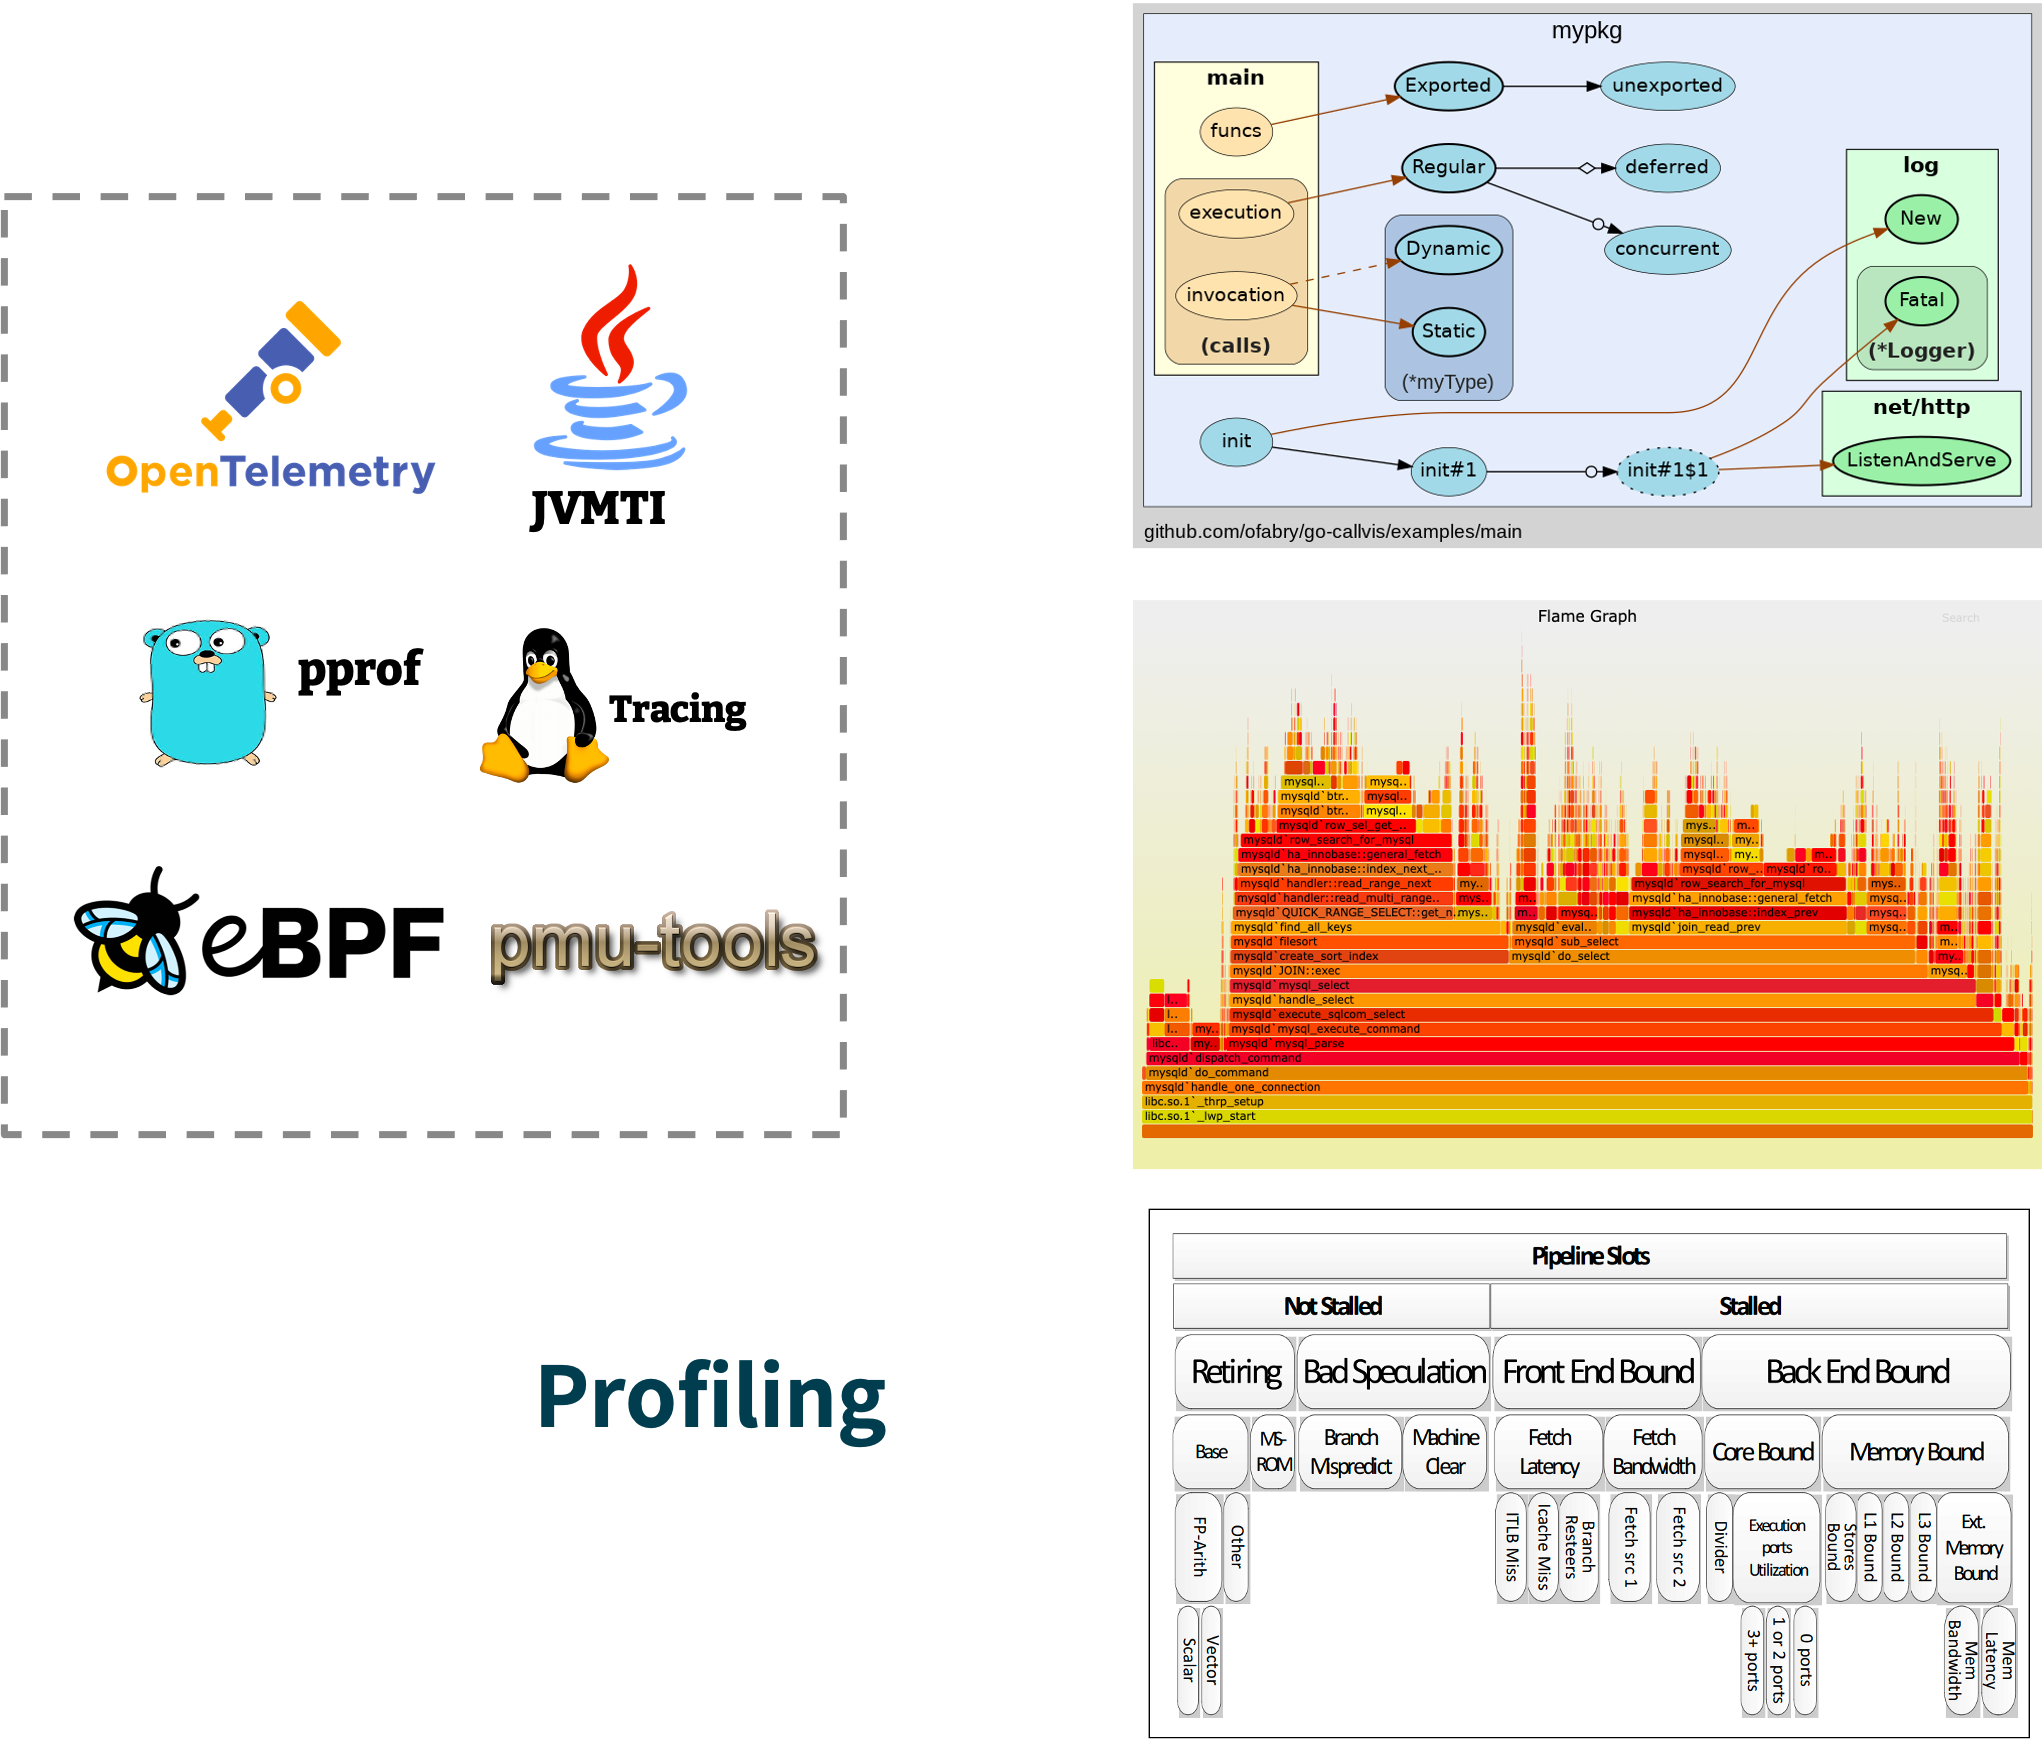 OpenTelemetry
JVMTI
pprof
Tracing
eBPF
pmu-tools
Profiling
mypkg
main
funcs
execution
invocation
(calls)
Exported
unexported
Regular
deferred
concurrent
Dynamic
Static
(*myType)
log
New
Fatal
(*Logger)
net/http
ListenAndServe
init
init#1
init#1$1
github.com/ofabry/go-callvis/examples/main
Flame Graph
Search
mysql.. mysq..
mysqld`btr.. mysql..
mysqld`btr.. mysql..
mysqld`row_sel_get_.. mys.. m..
mysqld`row_search_for_mysql mysql.. my..
mysqld`ha_innobase::general_fetch mysql.. my.. m..
mysqld`ha_innobase::index_next_.. mysqld`row_.. mysqld`ro..
mysqld`handler::read_range_next my.. mysqld`row_search_for_mysql mys..
mysqld`handler::read_multi_range.. mys.. m.. mysqld`ha_innobase::general_fetch mysq..
mysqld`QUICK_RANGE_SELECT::get_n.. mys.. m.. mysq.. mysqld`ha_innobase::index_prev mysq..
mysqld`find_all_keys mysqld`eval.. mysqld`join_read_prev mysq.. m..
mysqld`filesort mysqld`sub_select m..
mysqld`create_sort_index mysqld`do_select my..
mysqld`JOIN::exec mysq..
mysqld`mysql_select
l.. mysqld`handle_select
l.. mysqld`execute_sqlcom_select
l.. my.. mysqld`mysql_execute_command
libc.. my.. mysqld`mysql_parse
mysqld`dispatch_command
mysqld`do_command
mysqld`handle_one_connection
libc.so.1`_thrp_setup
libc.so.1`_lwp_start
Pipeline Slots
Not Stalled
Stalled
Retiring
Bad Speculation
Front End Bound
Back End Bound
Base
MS-
ROM
Branch
Mispredict
Machine
Clear
Fetch
Latency
Fetch
Bandwidth
Core Bound
Memory Bound
FP-Arith
Other
ITLB Miss
Icache Miss
Branch
Resteers
Fetch src 1
Fetch src 2
Divider
Execution
ports
Utilization
Stores
Bound
L1 Bound
L2 Bound
L3 Bound
Ext.
Memory
Bound
Scalar
Vector
3+ ports
1 or 2 ports
0 ports
Mem
Bandwidth
Mem
Latency